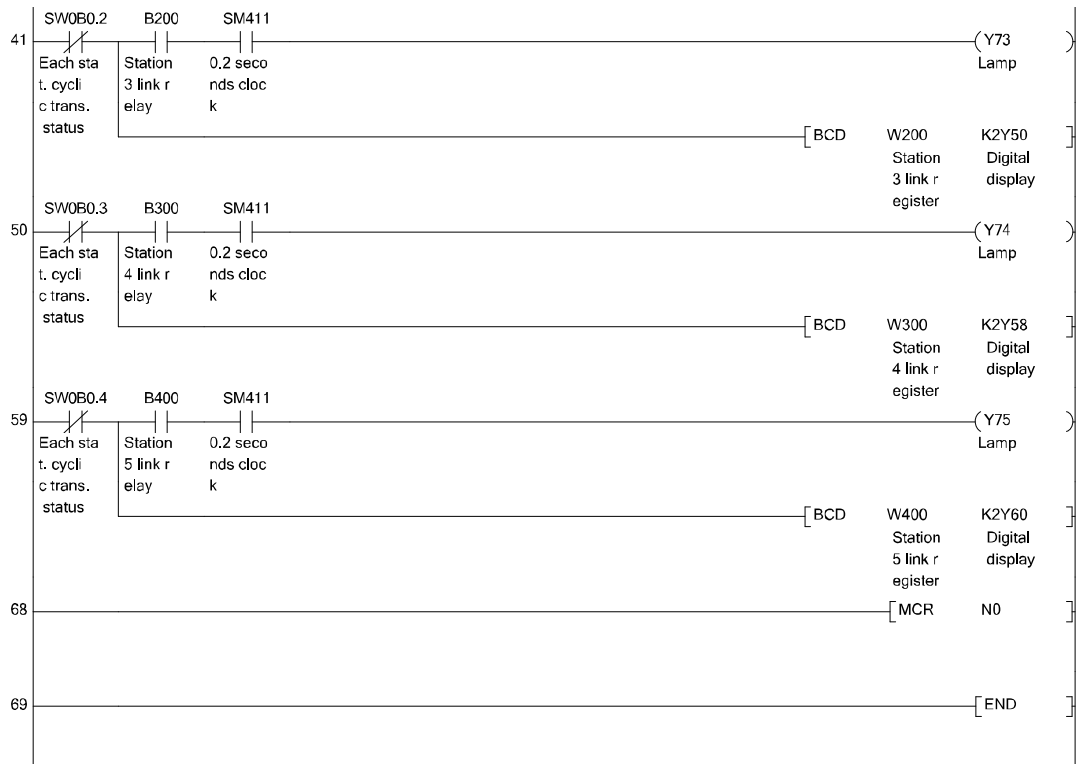 SW0B0.2 B200 SM411
41 Y73
Each sta Station 0.2 seco Lamp
t. cycli 3 link r nds cloc
c trans. elay k
status
BCD W200 K2Y50
Station Digital
3 link r display
egister
SW0B0.3 B300 SM411
50 Y74
Each sta Station 0.2 seco Lamp
t. cycli 4 link r nds cloc
c trans. elay k
status
BCD W300 K2Y58
Station Digital
4 link r display
egister
SW0B0.4 B400 SM411
59 Y75
Each sta Station 0.2 seco Lamp
t. cycli 5 link r nds cloc
c trans. elay k
status
BCD W400 K2Y60
Station Digital
5 link r display
egister
68 MCR N0
69 END